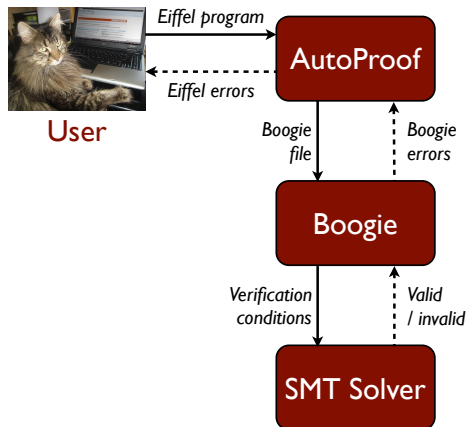 Eiffel program
AutoProof
Eiffel errors
User
Boogie
file
Boogie
errors
Boogie
Verification
conditions
Valid
/ invalid
SMT Solver